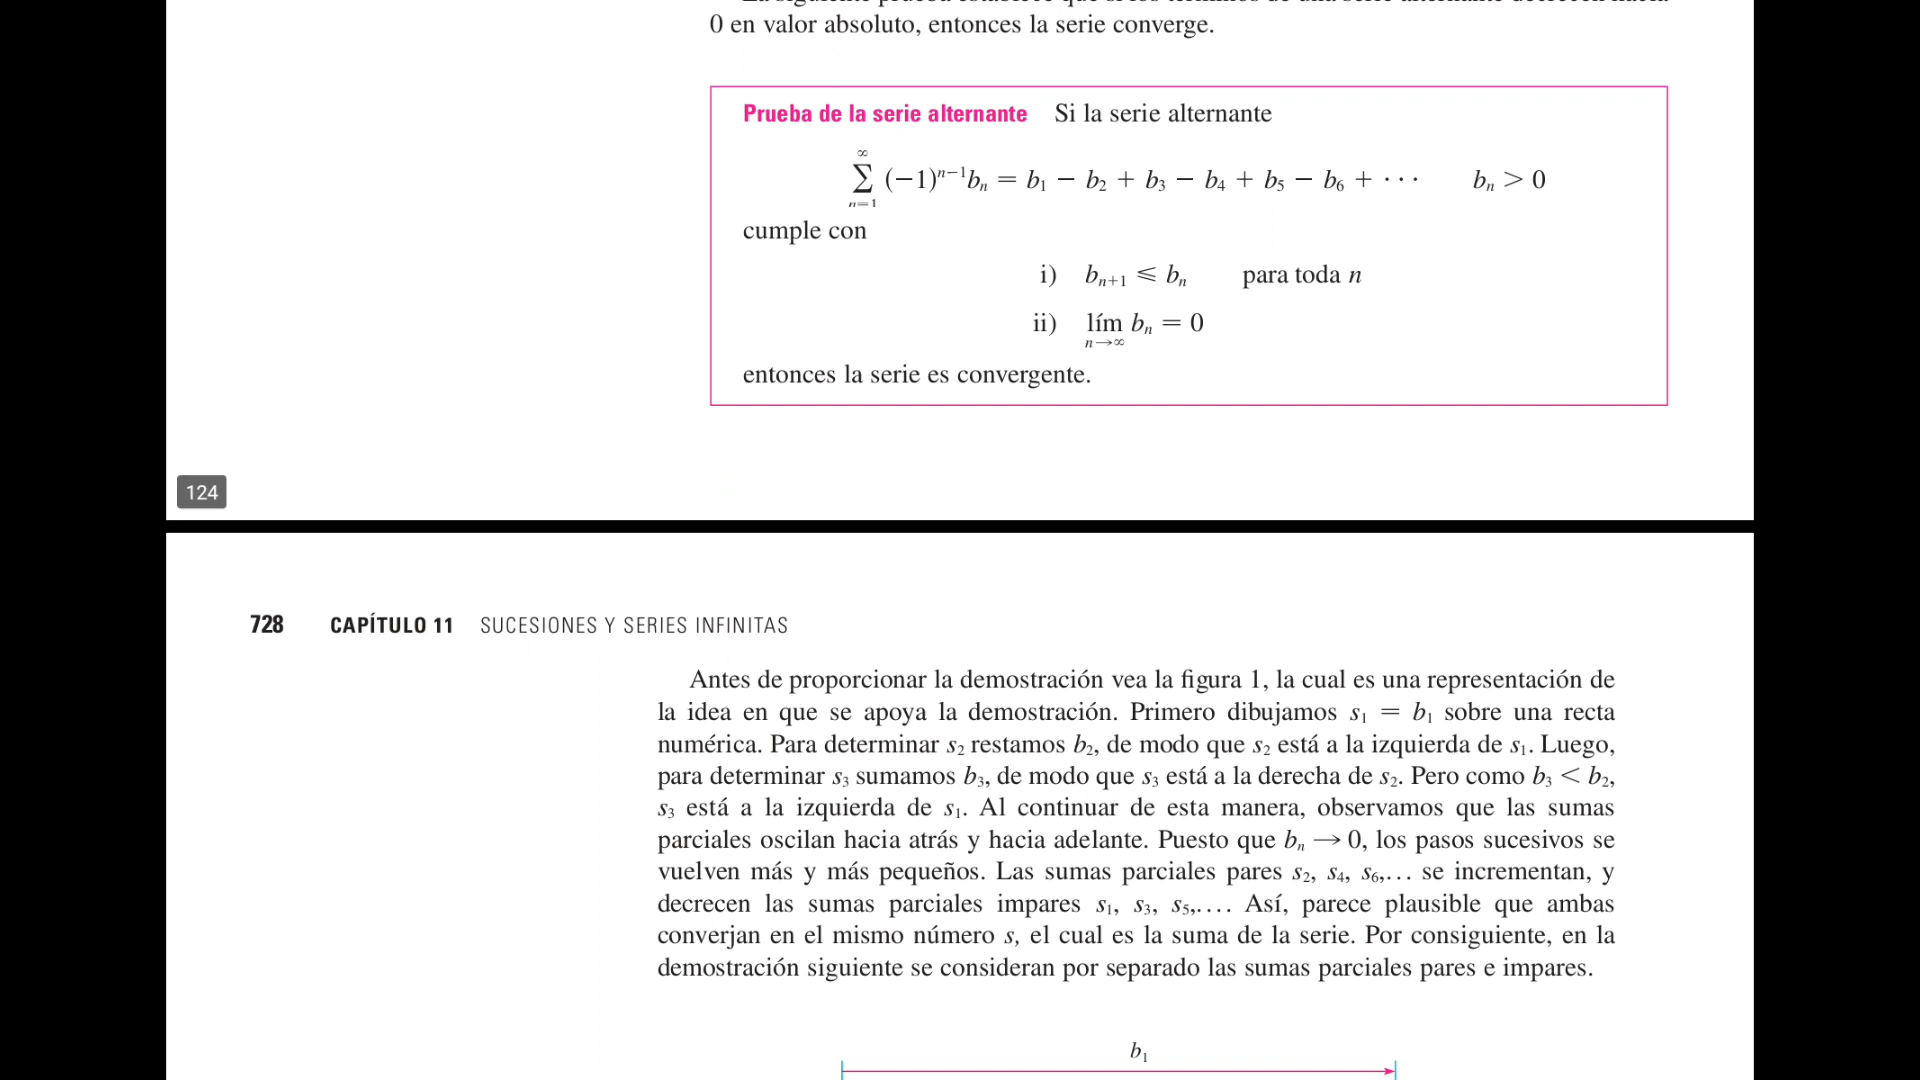 0 en valor absoluto, entonces la serie converge.
Prueba de la serie alternante Si la serie alternante
∞
∑ (−1)ⁿ⁻¹bₙ = b₁ − b₂ + b₃ − b₄ + b₅ − b₆ + · · · bₙ > 0
n=1
cumple con
i) bₙ₊₁ ⩽ bₙ para toda n
ii) lím bₙ = 0
n→∞
entonces la serie es convergente.
124
728 CAPÍTULO 11 SUCESIONES Y SERIES INFINITAS
Antes de proporcionar la demostración vea la figura 1, la cual es una representación de
la idea en que se apoya la demostración. Primero dibujamos s₁ = b₁ sobre una recta
numérica. Para determinar s₂ restamos b₂, de modo que s₂ está a la izquierda de s₁. Luego,
para determinar s₃ sumamos b₃, de modo que s₃ está a la derecha de s₂. Pero como b₃ < b₂,
s₃ está a la izquierda de s₁. Al continuar de esta manera, observamos que las sumas
parciales oscilan hacia atrás y hacia adelante. Puesto que bₙ → 0, los pasos sucesivos se
vuelven más y más pequeños. Las sumas parciales pares s₂, s₄, s₆,... se incrementan, y
decrecen las sumas parciales impares s₁, s₃, s₅,.... Así, parece plausible que ambas
converjan en el mismo número s, el cual es la suma de la serie. Por consiguiente, en la
demostración siguiente se consideran por separado las sumas parciales pares e impares.
b₁